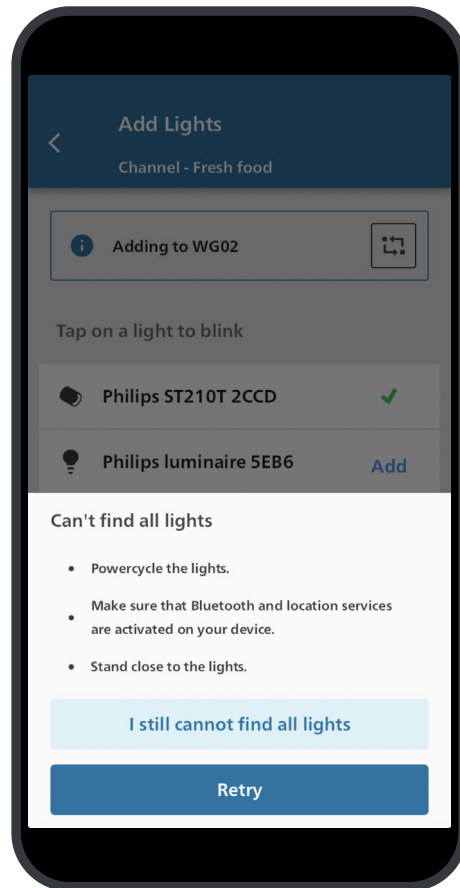 Add Lights
Channel - Fresh food
Adding to WG02
Tap on a light to blink
Philips ST210T 2CCD
Philips luminaire 5EB6
Add
Can't find all lights
Powercycle the lights.
Make sure that Bluetooth and location services
are activated on your device.
Stand close to the lights.
I still cannot find all lights
Retry